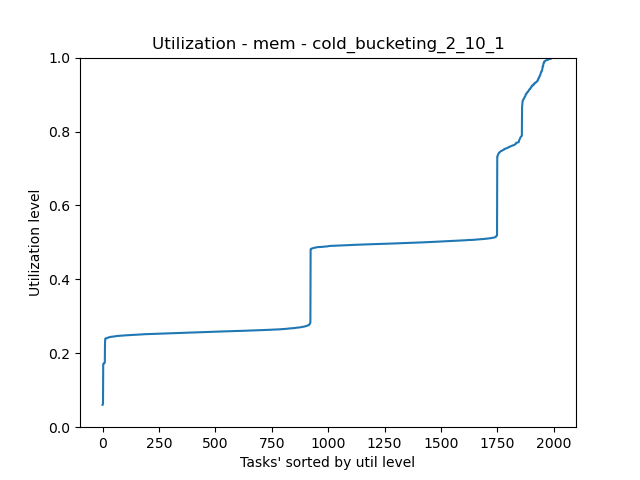 Utilization - mem - cold_bucketing_2_10_1
1.0
0.8
0.6
0.4
0.2
0.0
Utilization level
0 250 500 750 1000 1250 1500 1750 2000
Tasks' sorted by util level